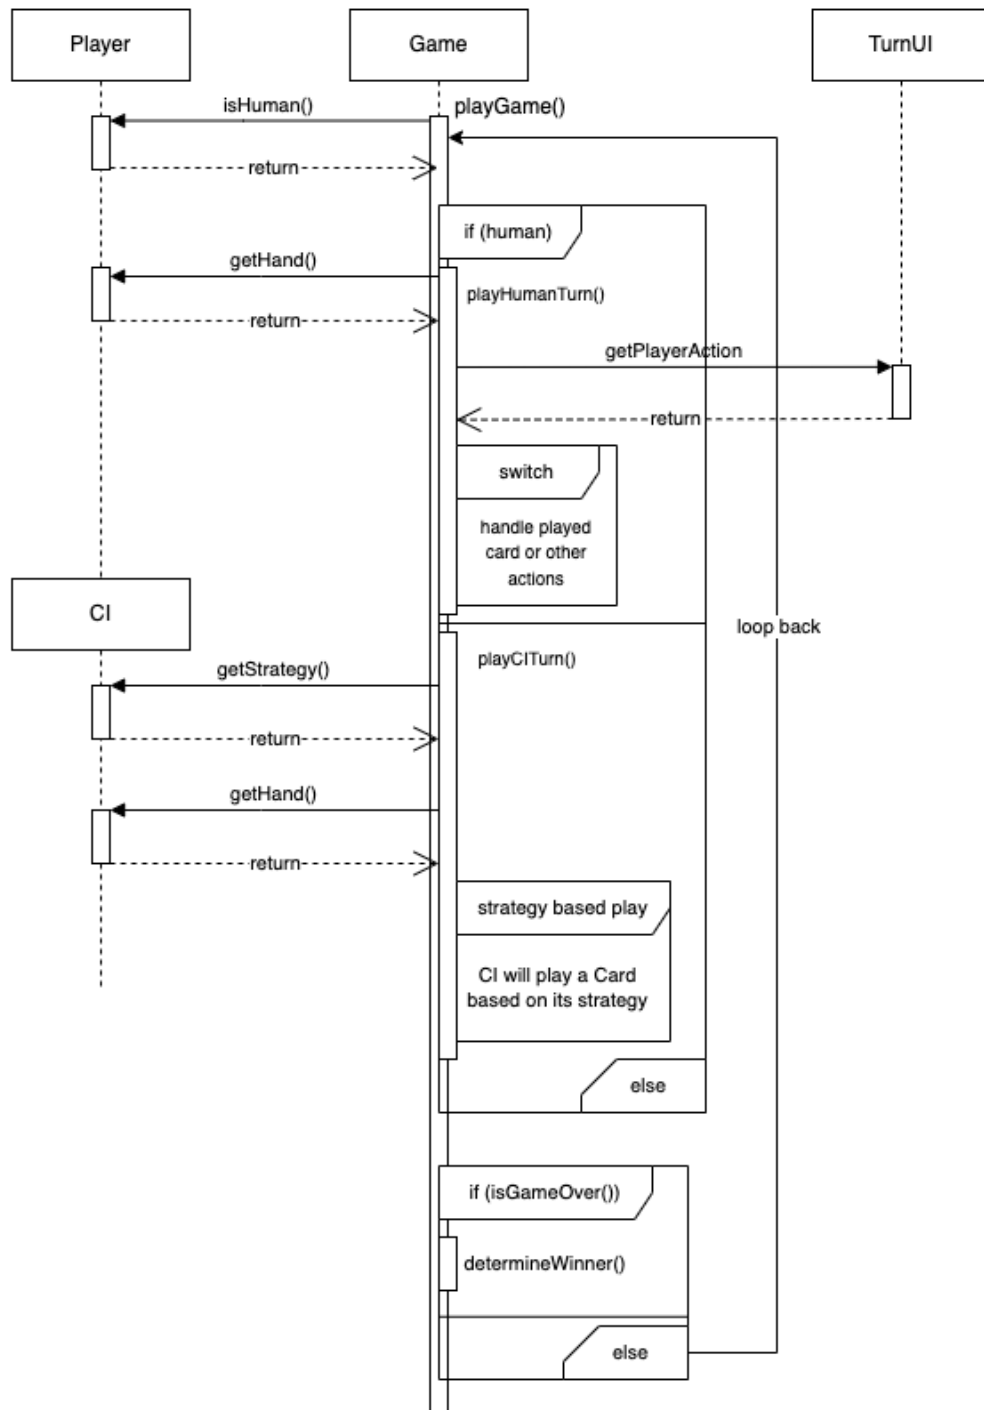 Player
Game
TurnUI
isHuman()
playGame()
return
if (human)
getHand()
playHumanTurn()
return
getPlayerAction
return
switch
handle played
card or other
actions
CI
loop back
playCITurn()
getStrategy()
return
getHand()
return
strategy based play
CI will play a Card
based on its strategy
else
if (isGameOver())
determineWinner()
else